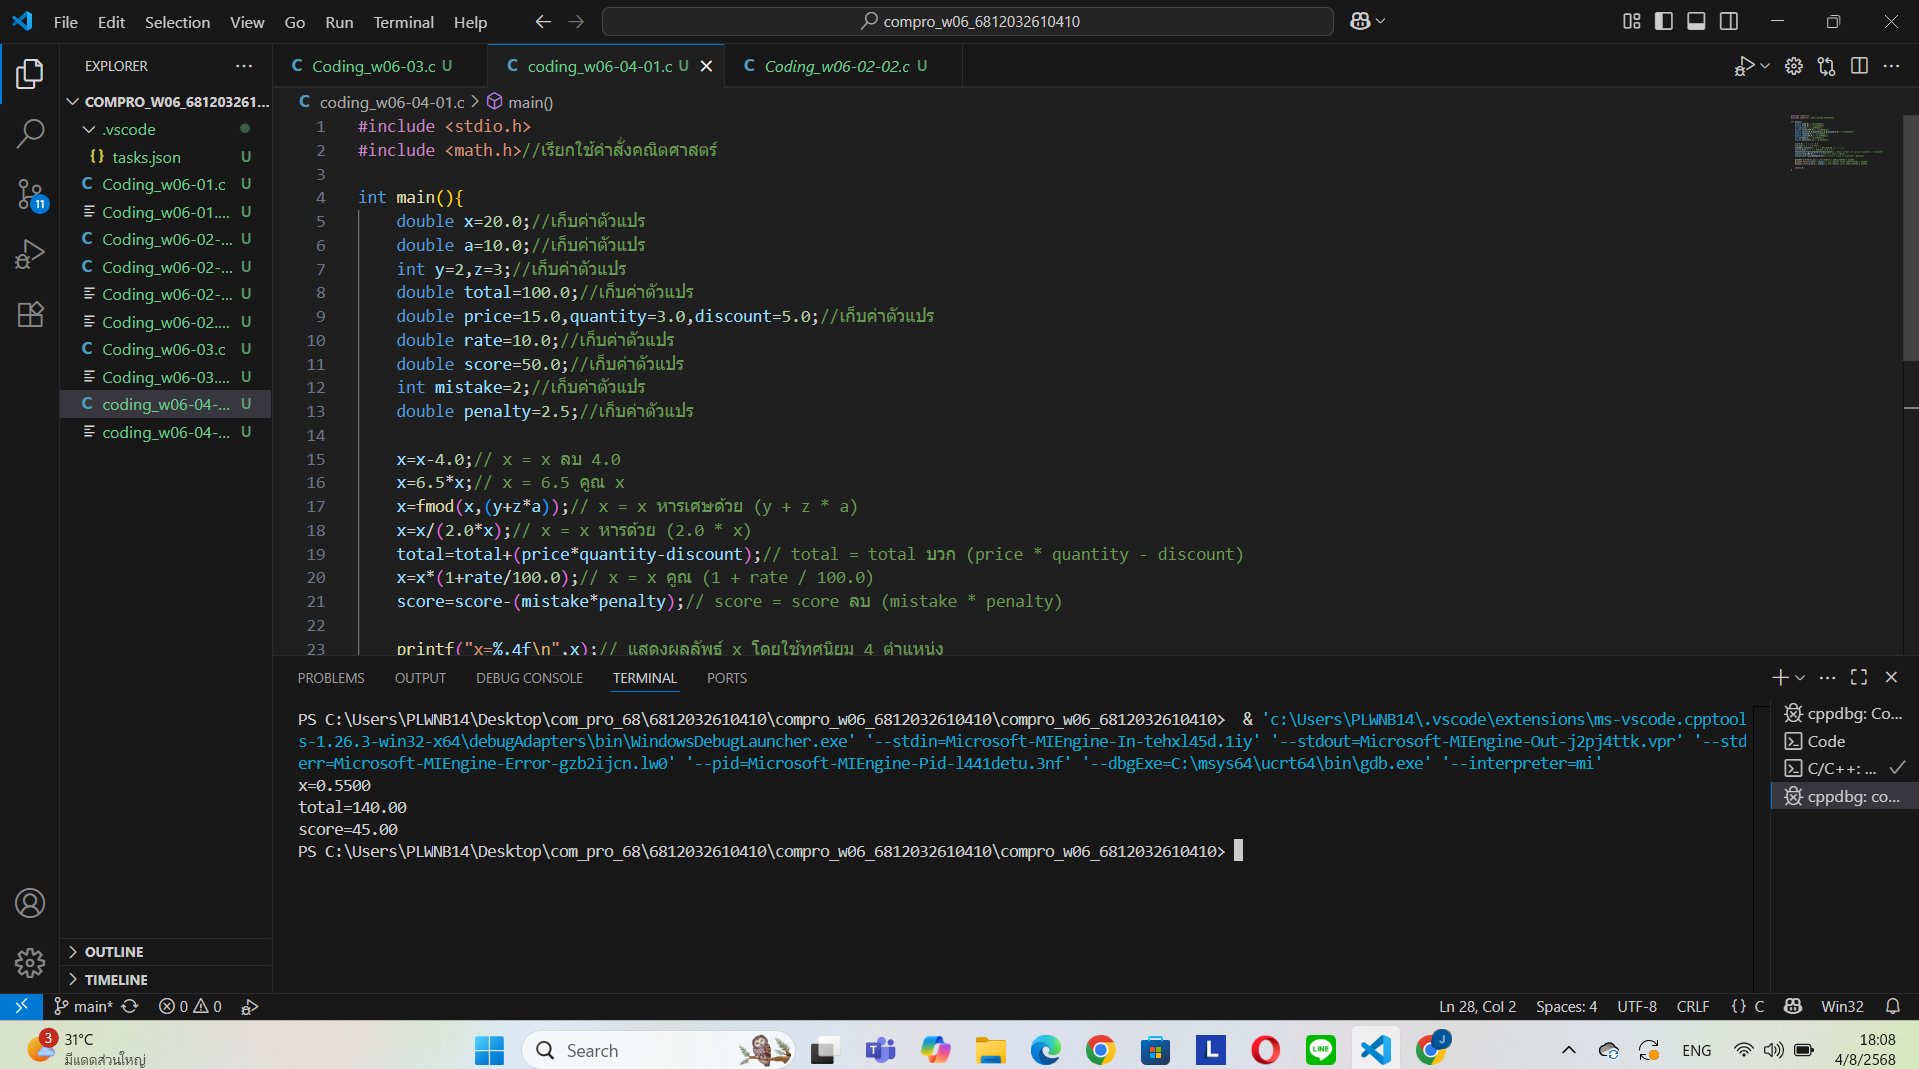 File Edit Selection View Go Run Terminal Help
compro_w06_6812032610410
EXPLORER
COMPRO_W06_681203261...
.vscode
tasks.json U
Coding_w06-01.c U
Coding_w06-01.... U
Coding_w06-02-... U
Coding_w06-02-... U
Coding_w06-02-... U
Coding_w06-02.... U
Coding_w06-03.c U
Coding_w06-03.... U
coding_w06-04-... U
coding_w06-04-... U
OUTLINE
TIMELINE
11
C Coding_w06-03.c U
C coding_w06-04-01.c U
C Coding_w06-02-02.c U
C coding_w06-04-01.c > main()
1 #include <stdio.h>
2 #include <math.h>//เรียกใช้คำสั่งคณิตศาสตร์
3
4 int main(){
5 double x=20.0;//เก็บค่าตัวแปร
6 double a=10.0;//เก็บค่าตัวแปร
7 int y=2,z=3;//เก็บค่าตัวแปร
8 double total=100.0;//เก็บค่าตัวแปร
9 double price=15.0,quantity=3.0,discount=5.0;//เก็บค่าตัวแปร
10 double rate=10.0;//เก็บค่าตัวแปร
11 double score=50.0;//เก็บค่าตัวแปร
12 int mistake=2;//เก็บค่าตัวแปร
13 double penalty=2.5;//เก็บค่าตัวแปร
14
15 x=x-4.0;// x = x ลบ 4.0
16 x=6.5*x;// x = 6.5 คูณ x
17 x=fmod(x,(y+z*a));// x = x หารเศษด้วย (y + z * a)
18 x=x/(2.0*x);// x = x หารด้วย (2.0 * x)
19 total=total+(price*quantity-discount);// total = total บวก (price * quantity - discount)
20 x=x*(1+rate/100.0);// x = x คูณ (1 + rate / 100.0)
21 score=score-(mistake*penalty);// score = score ลบ (mistake * penalty)
22
23 printf("x=%.4f\n",x);// แสดงผลลัพธ์ x โดยใช้ทศนิยม 4 ตำแหน่ง
PROBLEMS OUTPUT DEBUG CONSOLE TERMINAL PORTS
PS C:\Users\PLWNB14\Desktop\com_pro_68\6812032610410\compro_w06_6812032610410\compro_w06_6812032610410> & 'c:\Users\PLWNB14\.vscode\extensions\ms-vscode.cpptool
s-1.26.3-win32-x64\debugAdapters\bin\WindowsDebugLauncher.exe' '--stdin=Microsoft-MIEngine-In-tehxl45d.1iy' '--stdout=Microsoft-MIEngine-Out-j2pj4ttk.vpr' '--std
err=Microsoft-MIEngine-Error-gzb2ijcn.lw0' '--pid=Microsoft-MIEngine-Pid-l441detu.3nf' '--dbgExe=C:\msys64\ucrt64\bin\gdb.exe' '--interpreter=mi'
x=0.5500
total=140.00
score=45.00
PS C:\Users\PLWNB14\Desktop\com_pro_68\6812032610410\compro_w06_6812032610410\compro_w06_6812032610410>
cppdbg: Co...
Code
C/C++: ...
cppdbg: co...
main* 0 0
Ln 28, Col 2 Spaces: 4 UTF-8 CRLF {} C Win32
3
31°C
มีแดดส่วนใหญ่
Search
L
LINE
J
ENG
18:08
4/8/2568